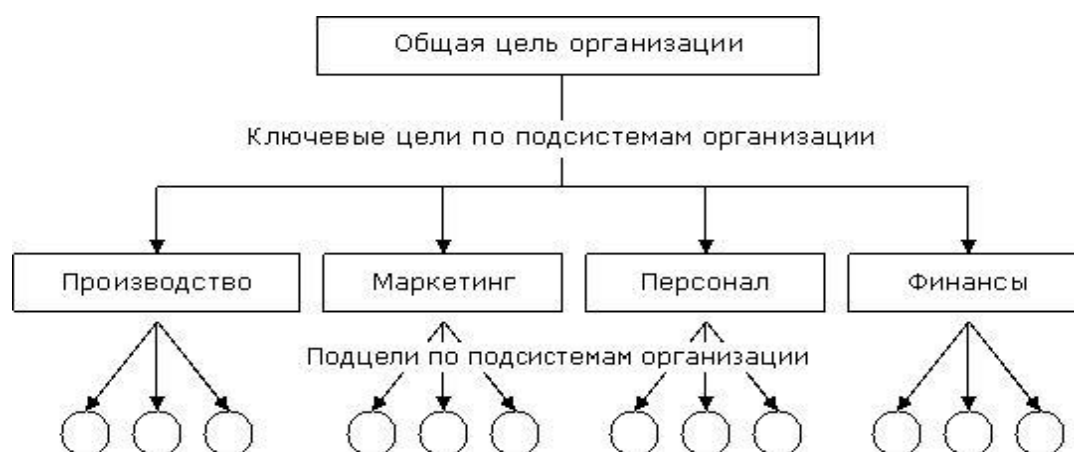 Общая цель организации
Ключевые цели по подсистемам организации
Производство
Маркетинг
Персонал
Финансы
Подцели по подсистемам организации